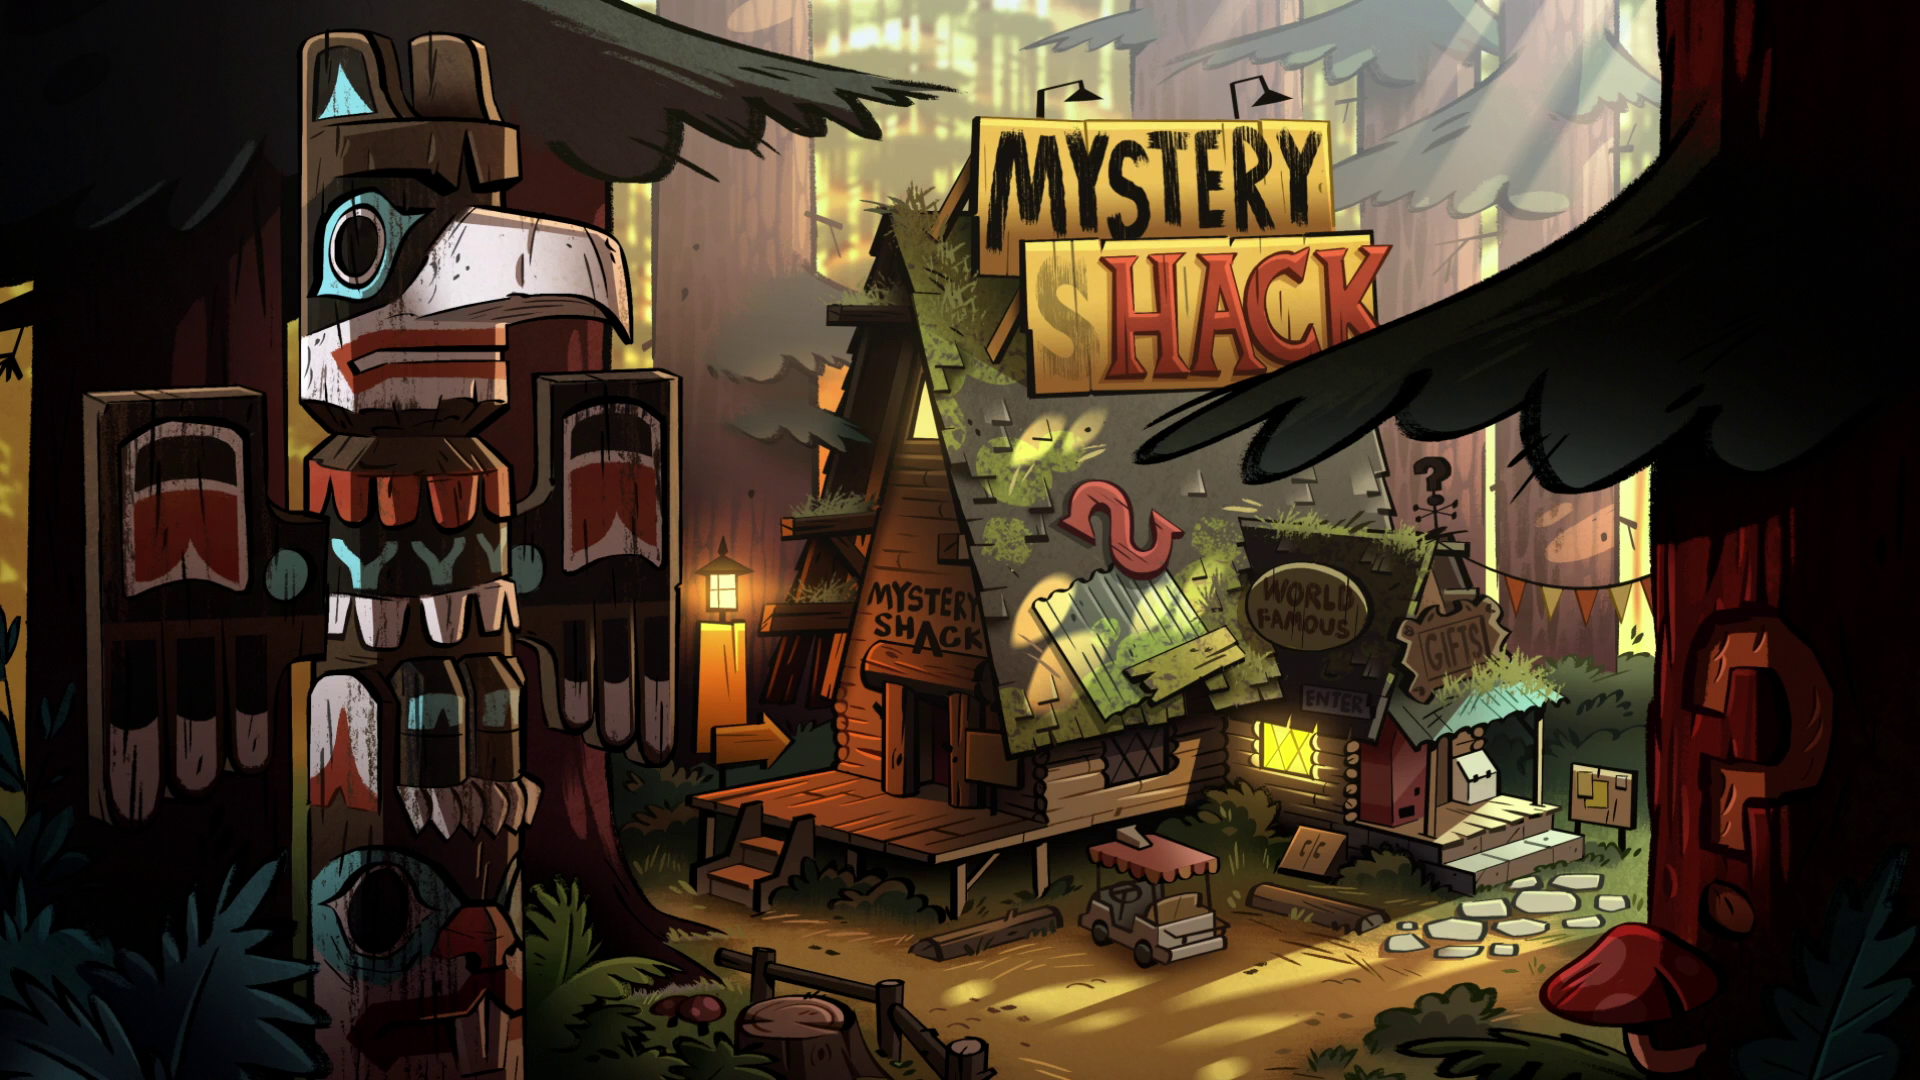 MYSTERY
SHACK
MYSTERY
SHACK
WORLD
FAMOUS
GIFTS
ENTER
?
?